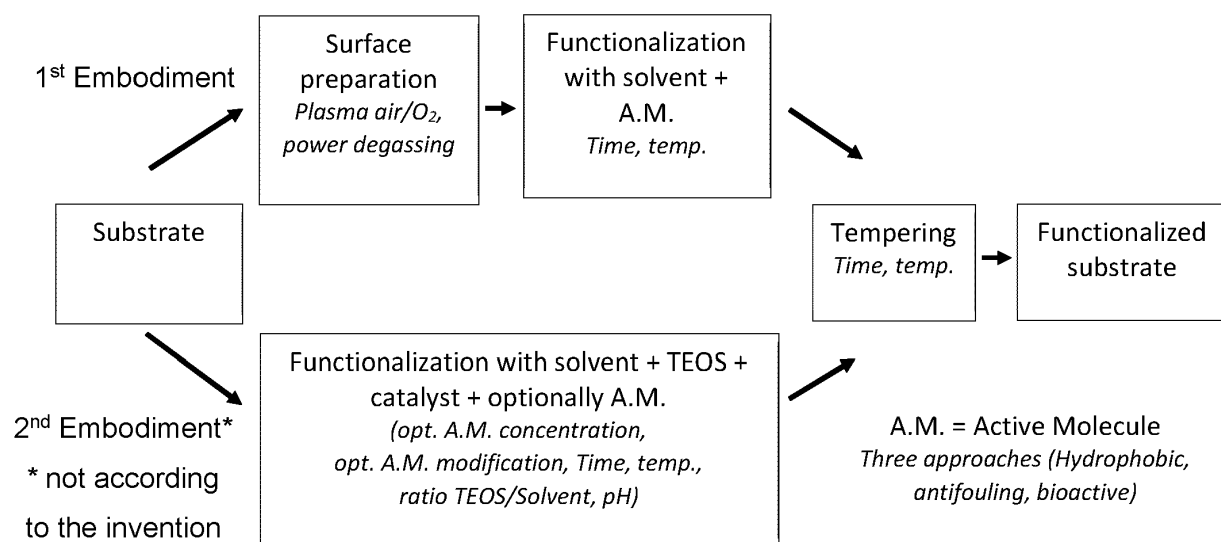 1st Embodiment
Surface
preparation
Plasma air/O2,
power degassing
Functionalization
with solvent +
A.M.
Time, temp.
Substrate
Tempering
Time, temp.
Functionalized
substrate
2nd Embodiment*
* not according
to the invention
Functionalization with solvent + TEOS +
catalyst + optionally A.M.
(opt. A.M. concentration,
opt. A.M. modification, Time, temp.,
ratio TEOS/Solvent, pH)
A.M. = Active Molecule
Three approaches (Hydrophobic,
antifouling, bioactive)